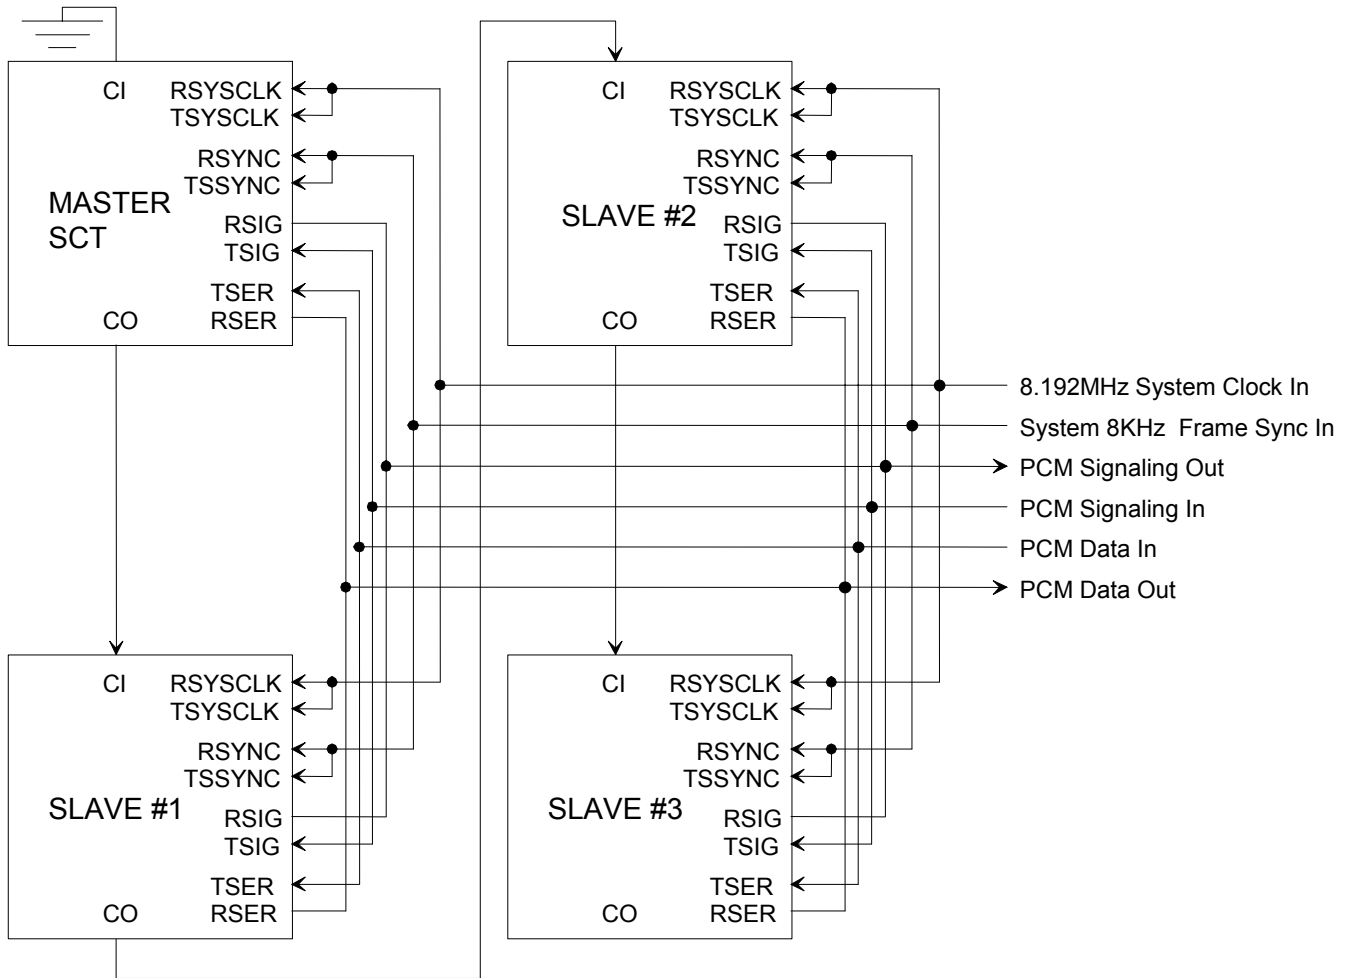 CI RSYSCLK
TSYSCLK
RSYNC
TSSYNC
MASTER
SCT
RSIG
TSIG
TSER
CO RSER
CI RSYSCLK
TSYSCLK
RSYNC
TSSYNC
SLAVE #2
RSIG
TSIG
TSER
CO RSER
8.192MHz System Clock In
System 8KHz Frame Sync In
PCM Signaling Out
PCM Signaling In
PCM Data In
PCM Data Out
CI RSYSCLK
TSYSCLK
RSYNC
TSSYNC
SLAVE #1
RSIG
TSIG
TSER
CO RSER
CI RSYSCLK
TSYSCLK
RSYNC
TSSYNC
SLAVE #3
RSIG
TSIG
TSER
CO RSER